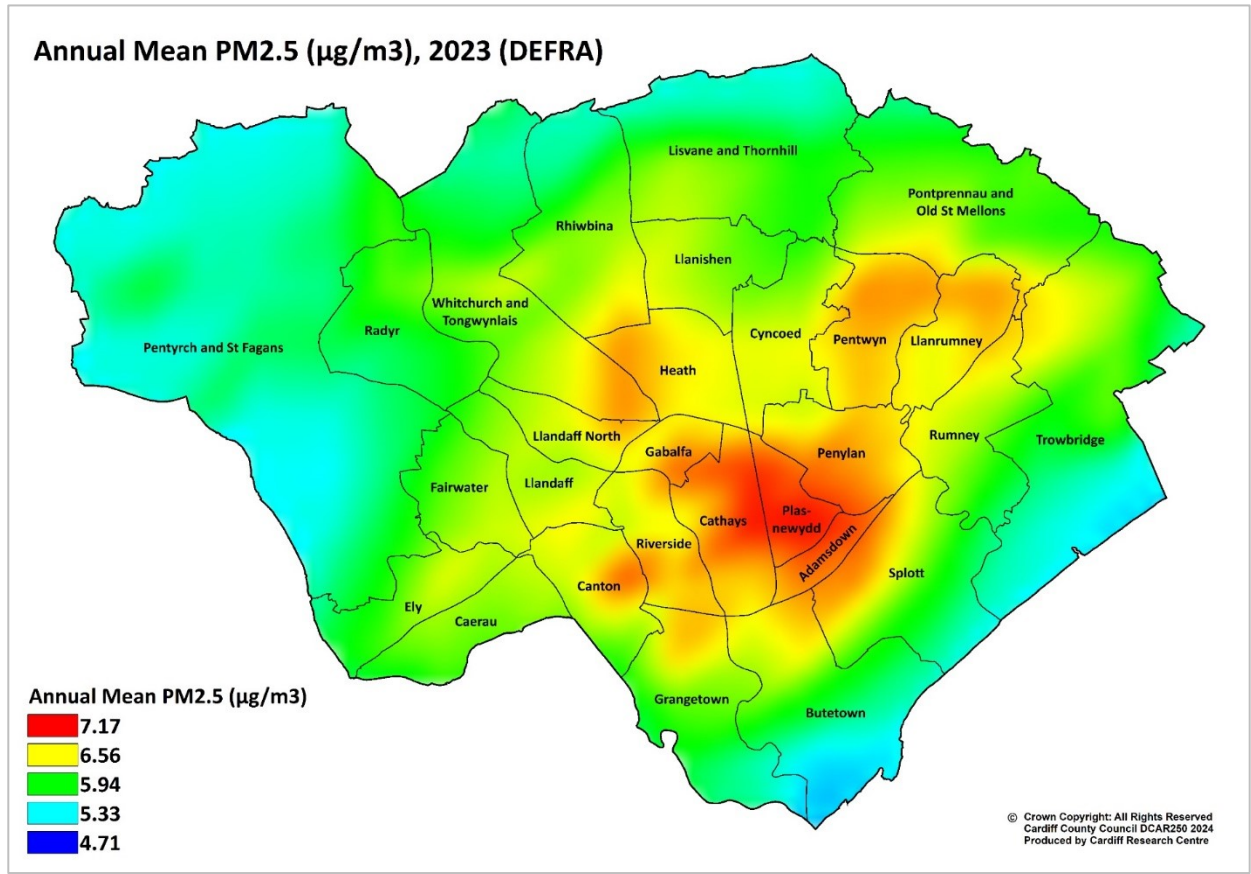 Annual Mean PM2.5 (µg/m3), 2023 (DEFRA)
Lisvane and Thornhill
Pontprennau and
Old St Mellons
Rhiwbina
Llanishen
Whitchurch and
Tongwynlais
Radyr
Cyncoed
Pentwyn
Llanrumney
Pentyrch and St Fagans
Heath
Llandaff North
Rumney
Trowbridge
Gabalfa
Penylan
Fairwater
Llandaff
Cathays
Plas-
newydd
Riverside
Adamsdown
Splott
Canton
Ely
Caerau
Grangetown
Butetown
Annual Mean PM2.5 (µg/m3)
7.17
6.56
5.94
5.33
4.71
© Crown Copyright: All Rights Reserved
Cardiff County Council DCAR250 2024
Produced by Cardiff Research Centre